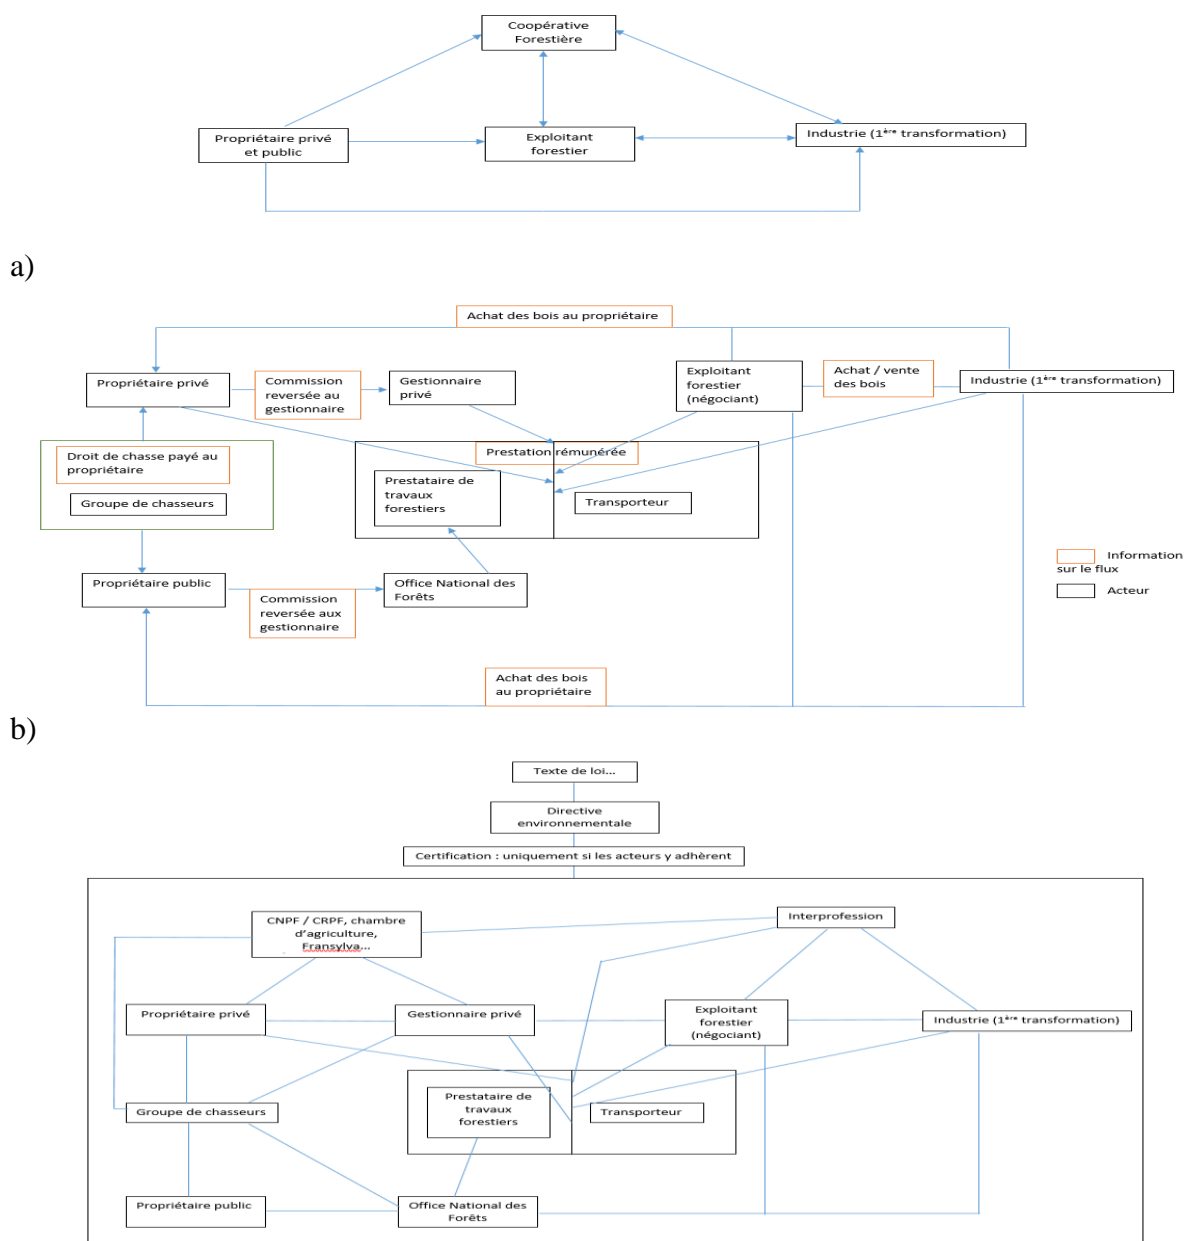 Coopérative
Forestière
Propriétaire privé
et public
Exploitant
forestier
Industrie (1ère transformation)
a)
Achat des bois au propriétaire
Propriétaire privé
Commission
reversée au
gestionnaire
Gestionnaire
privé
Exploitant
forestier
(négociant)
Achat / vente
des bois
Industrie (1ère transformation)
Droit de chasse payé au
propriétaire
Groupe de chasseurs
Prestation rémunérée
Prestataire de
travaux
forestiers
Transporteur
Information
sur le flux
Acteur
Propriétaire public
Commission
reversée aux
gestionnaire
Office National des
Forêts
Achat des bois
au propriétaire
b)
Texte de loi...
Directive
environnementale
Certification : uniquement si les acteurs y adhèrent
CNPF / CRPF, chambre
d'agriculture,
Fransylva...
Interprofession
Propriétaire privé
Gestionnaire privé
Exploitant
forestier
(négociant)
Industrie (1ère transformation)
Groupe de chasseurs
Prestataire de
travaux
forestiers
Transporteur
Propriétaire public
Office National des
Forêts